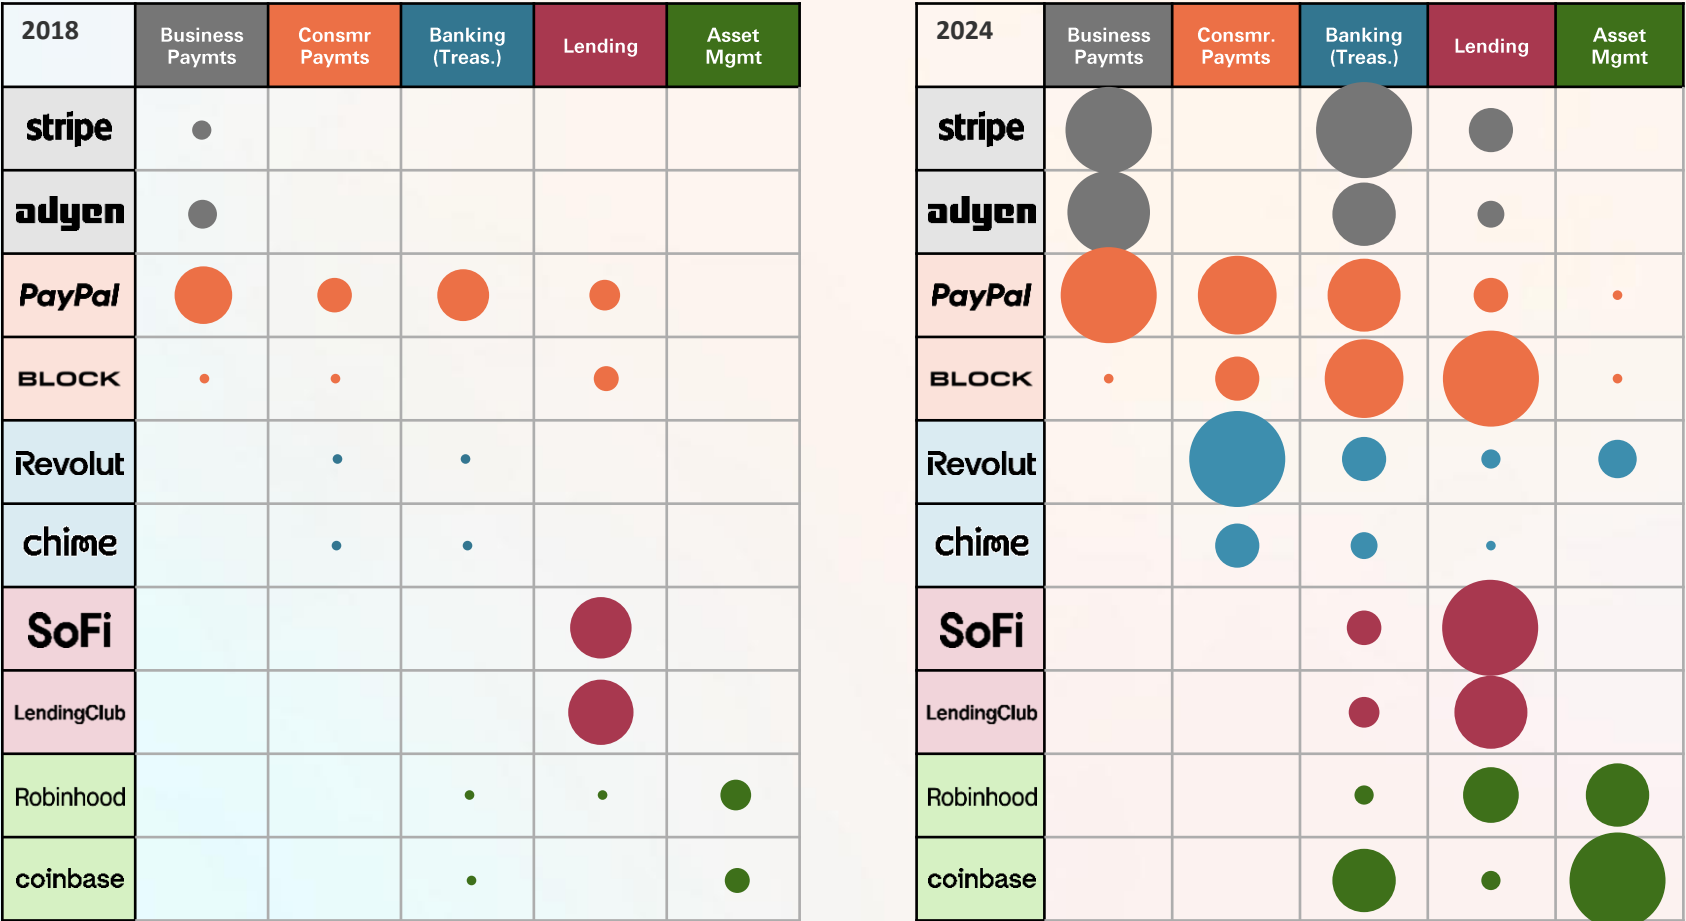 2018
Business
Paymts
Consmr
Paymts
Banking
(Treas.)
Lending
Asset
Mgmt
stripe
adyen
PayPal
BLOCK
Revolut
chime
SoFi
LendingClub
Robinhood
coinbase
2024
Business
Paymts
Consmr.
Paymts
Banking
(Treas.)
Lending
Asset
Mgmt
stripe
adyen
PayPal
BLOCK
Revolut
chime
SoFi
LendingClub
Robinhood
coinbase